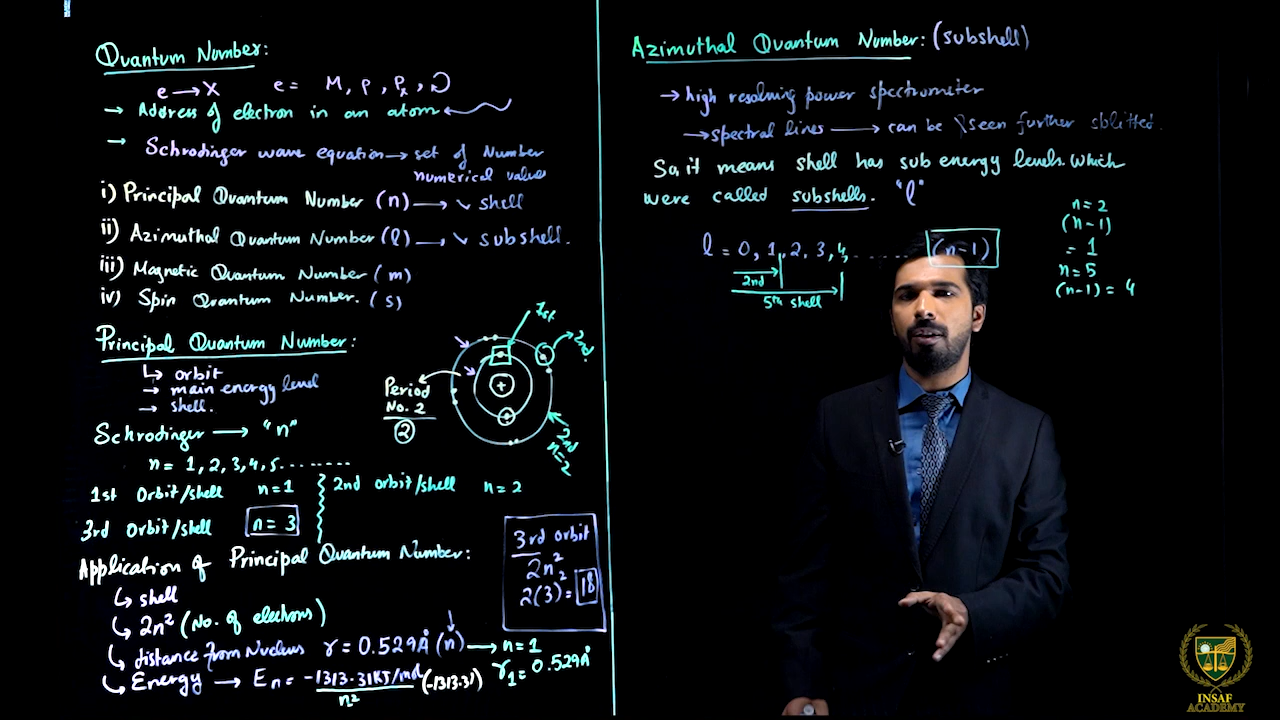 Quantum Number:
e → X e = M, P, Px, ↄ
→ Address of electron in an atom
→ Schrodinger wave equation → set of Number
numerical values
i) Principal Quantum Number (n) → shell
ii) Azimuthal Quantum Number (l) → subshell.
iii) Magnetic Quantum Number (m)
iv) Spin Quantum Number. (s)
Principal Quantum Number:
↳ orbit
→ main energy level
→ shell.
Schrodinger → "n"
n = 1, 2, 3, 4, 5........
1st Orbit/shell n=1
2nd orbit/shell n = 2
3rd Orbit/shell n = 3
1st
2nd.
+
Period
No. 2
2
2nd
n=2
Application of Principal Quantum Number:
↳ shell
↳ 2n² (No. of electrons)
↳ distance from Nucleus r = 0.529Å (n) → n = 1
r₁ = 0.529Å
↳ Energy → En = -1313.31KJ/mol (-1313.31)
n²
3rd orbit
2n²
2(3)² = 18
Azimuthal Quantum Number: (subshell)
→ high resolving power spectrometer
→ spectral lines → can be seen further sblitted.
So, it means shell has sub energy levels which
were called subshells. "l"
l = 0, 1, 2, 3, 4, ...... (n-1)
2nd
5th shell
n = 2
(n-1)
= 1
n = 5
(n-1) = 4
INSAF
ACADEMY